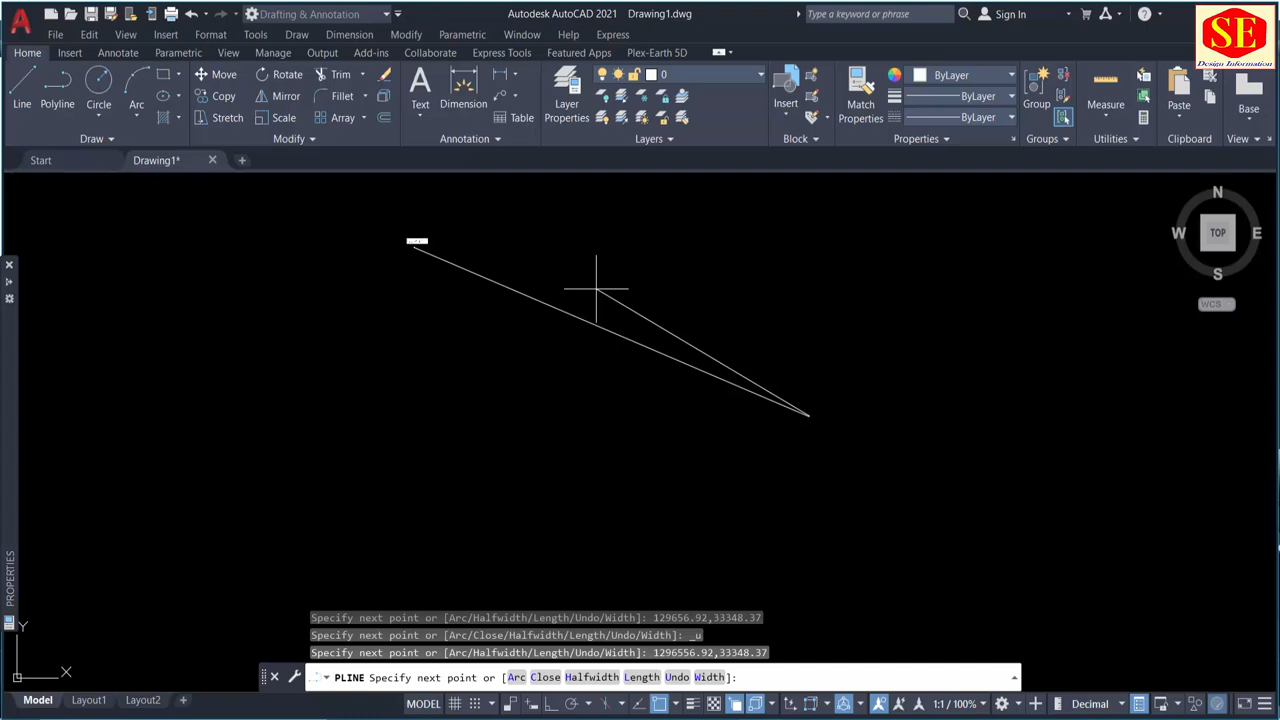 Drafting & Annotation
Autodesk AutoCAD 2021 Drawing1.dwg
Type a keyword or phrase
Sign In
SE
Design Information
File Edit View Insert Format Tools Draw Dimension Modify Parametric Window Help Express
Home Insert Annotate Parametric View Manage Output Add-ins Collaborate Express Tools Featured Apps Plex-Earth 5D
Line Polyline Circle Arc
Move Rotate Trim
Copy Mirror Fillet
Stretch Scale Array
Text Dimension Table
Layer Properties
0
Insert
Match Properties
ByLayer
ByLayer
ByLayer
Group Measure Paste Base
Draw Modify Annotation Layers Block Properties Groups Utilities Clipboard View
Start Drawing1*
N
W TOP E
S
WCS
PROPERTIES
Specify next point or [Arc/Halfwidth/Length/Undo/Width]: 129656.92,33348.37
Specify next point or [Arc/Close/Halfwidth/Length/Undo/Width]: _u
Specify next point or [Arc/Halfwidth/Length/Undo/Width]: 1296556.92,33348.37
PLINE Specify next point or [Arc Close Halfwidth Length Undo Width]:
Y
X
Model Layout1 Layout2
MODEL 1:1 / 100% Decimal